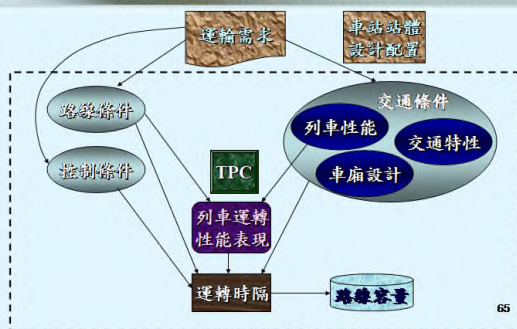 運輸需求
車站站體
設計配置
交通條件
路線條件
列車性能
交通特性
控制條件
車廂設計
TPC
列車運轉
性能表現
運轉時隔
路線容量
65